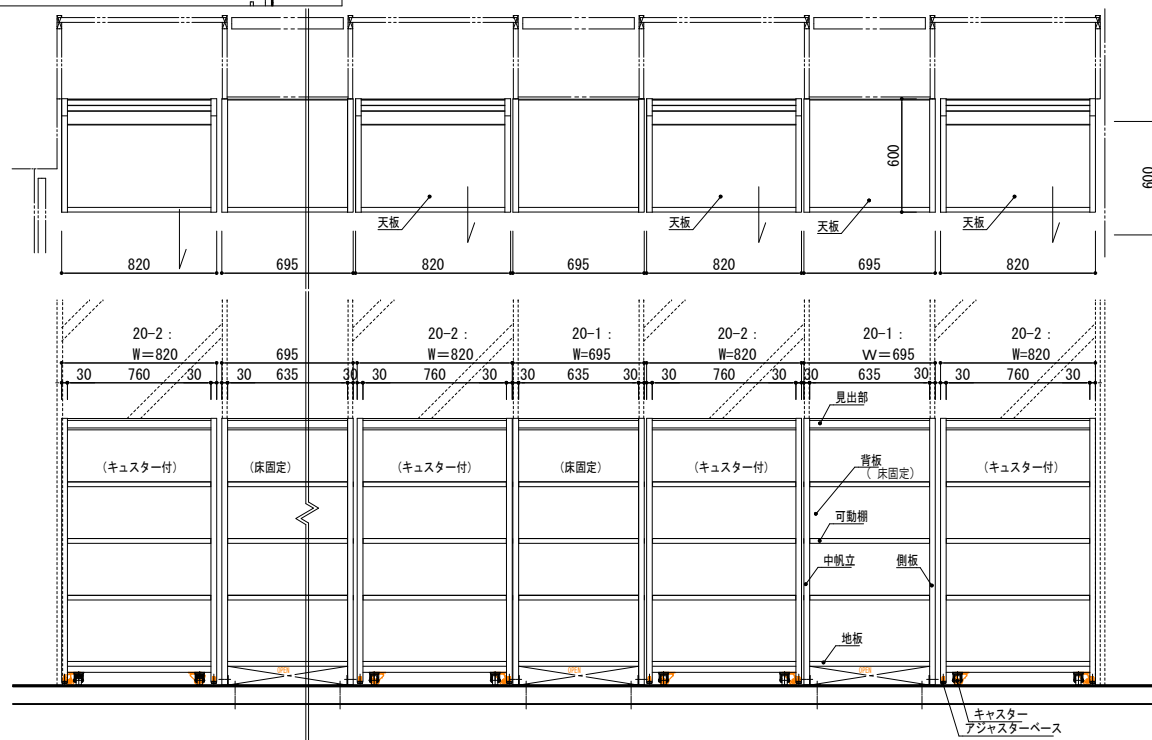 600
600
天板
天板
天板
天板
820
695
820
695
820
695
820
20-2：
W＝820
695
20-2：
W＝820
20-1：
W=695
20-2：
W=820
20-1：
W＝695
20-2：
W=820
30 760 30
30 635 30
30 760 30
30 635 30
30 760 30
30 635 30
30 760 30
見出部
(キュスター付)
(床固定)
(キュスター付)
(床固定)
(キュスター付)
背板
( 床固定)
(キュスター付)
可動棚
中帆立
側板
地板
OPEN
OPEN
OPEN
キャスター
アジャスターベース